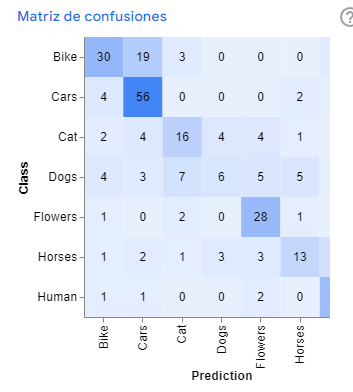 Matriz de confusiones
Bike 30 19 3 0 0 0
Cars 4 56 0 0 0 2
Cat 2 4 16 4 4 1
Dogs 4 3 7 6 5 5
Flowers 1 0 2 0 28 1
Horses 1 2 1 3 3 13
Human 1 1 0 0 2 0
Class
Bike Cars Cat Dogs Flowers Horses
Prediction